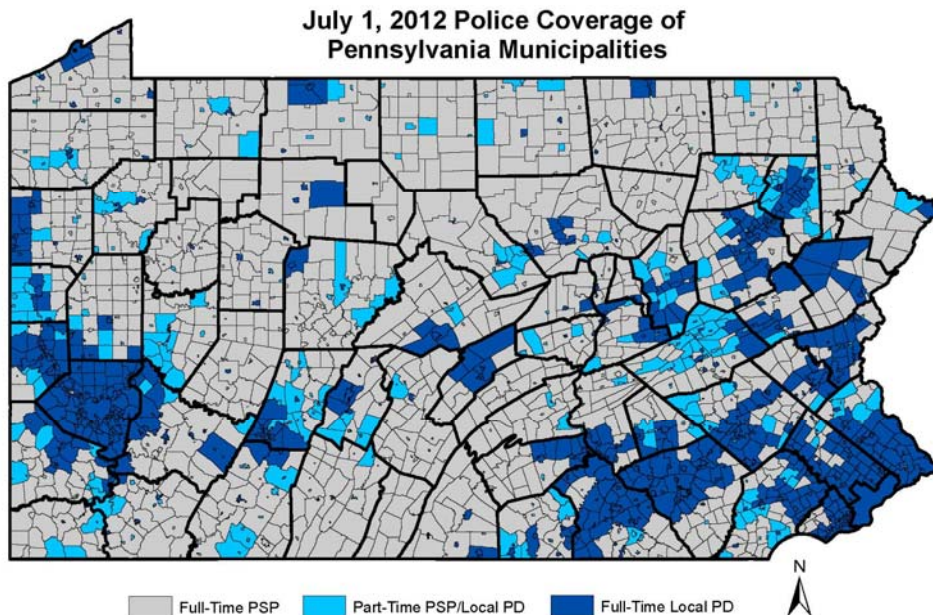 July 1, 2012 Police Coverage of
Pennsylvania Municipalities
N
Full-Time PSP Part-Time PSP/Local PD Full-Time Local PD